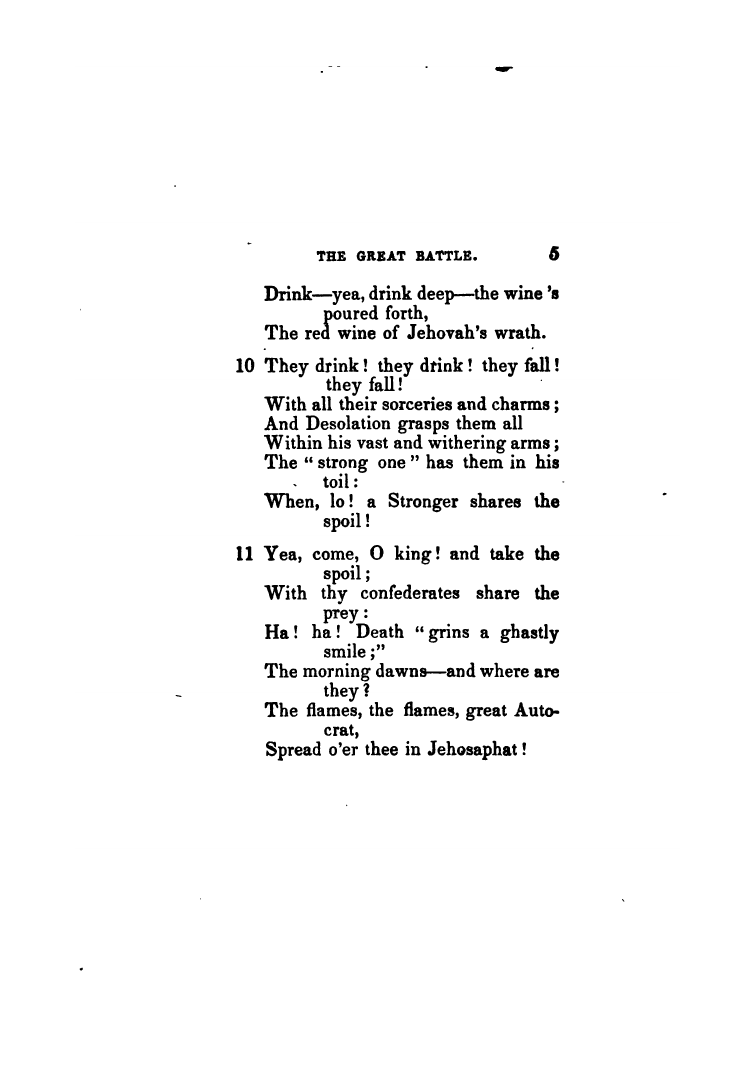 THE GREAT BATTLE. 5
Drink—yea, drink deep—the wine 's
poured forth,
The red wine of Jehovah's wrath.
10 They drink! they drink! they fall!
they fall!
With all their sorceries and charms;
And Desolation grasps them all
Within his vast and withering arms;
The "strong one" has them in his
toil:
When, lo! a Stronger shares the
spoil!
11 Yea, come, O king! and take the
spoil;
With thy confederates share the
prey:
Ha! ha! Death "grins a ghastly
smile;"
The morning dawns—and where are
they?
The flames, the flames, great Auto-
crat,
Spread o'er thee in Jehosaphat!